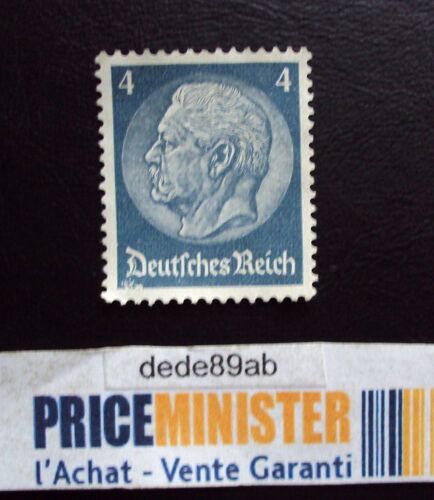 4 4
Deutſches Reich
dede89ab
PRICEMINISTER
l'Achat - Vente Garanti